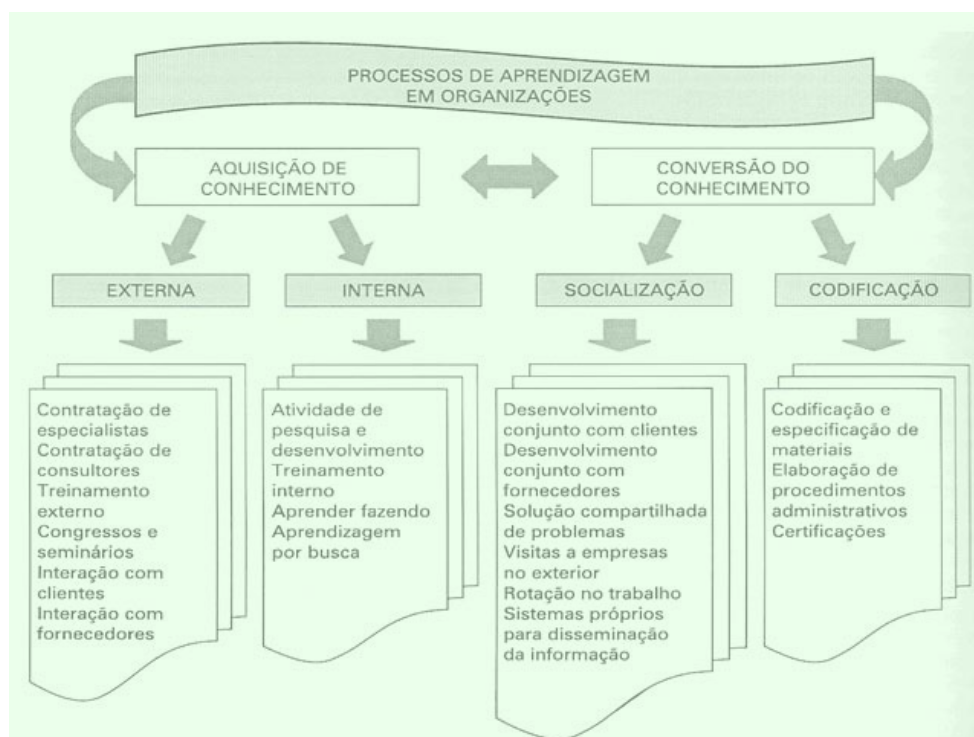 PROCESSOS DE APRENDIZAGEM
EM ORGANIZAÇÕES
AQUISIÇÃO DE
CONHECIMENTO
CONVERSÃO DO
CONHECIMENTO
EXTERNA
INTERNA
SOCIALIZAÇÃO
CODIFICAÇÃO
Contratação de
especialistas
Contratação de
consultores
Treinamento
externo
Congressos e
seminários
Interação com
clientes
Interação com
fornecedores
Atividade de
pesquisa e
desenvolvimento
Treinamento
interno
Aprender fazendo
Aprendizagem
por busca
Desenvolvimento
conjunto com clientes
Desenvolvimento
conjunto com
fornecedores
Solução compartilhada
de problemas
Visitas a empresas
no exterior
Rotação no trabalho
Sistemas próprios
para disseminação
da informação
Codificação e
especificação de
materiais
Elaboração de
procedimentos
administrativos
Certificações